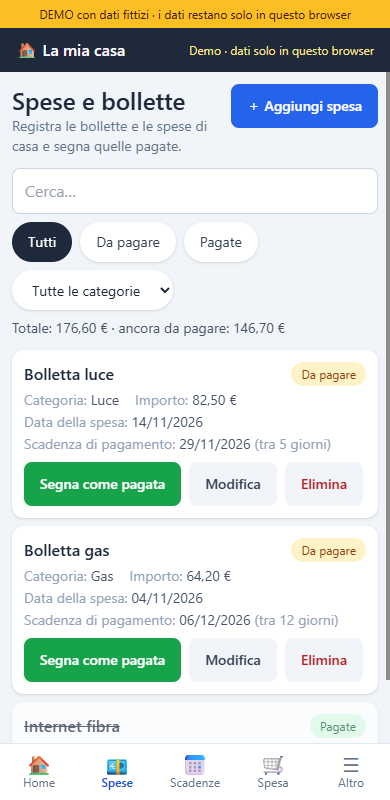 DEMO con dati fittizi · i dati restano solo in questo browser
La mia casa
Demo · dati solo in questo browser
Spese e bollette
+ Aggiungi spesa
Registra le bollette e le spese di
casa e segna quelle pagate.
Cerca...
Tutti
Da pagare
Pagate
Tutte le categorie
Totale: 176,60 € · ancora da pagare: 146,70 €
Bolletta luce
Da pagare
Categoria: Luce Importo: 82,50 €
Data della spesa: 14/11/2026
Scadenza di pagamento: 29/11/2026 (tra 5 giorni)
Segna come pagata
Modifica
Elimina
Bolletta gas
Da pagare
Categoria: Gas Importo: 64,20 €
Data della spesa: 04/11/2026
Scadenza di pagamento: 06/12/2026 (tra 12 giorni)
Segna come pagata
Modifica
Elimina
Internet fibra
Pagate
Home
Spese
Scadenze
Spesa
Altro